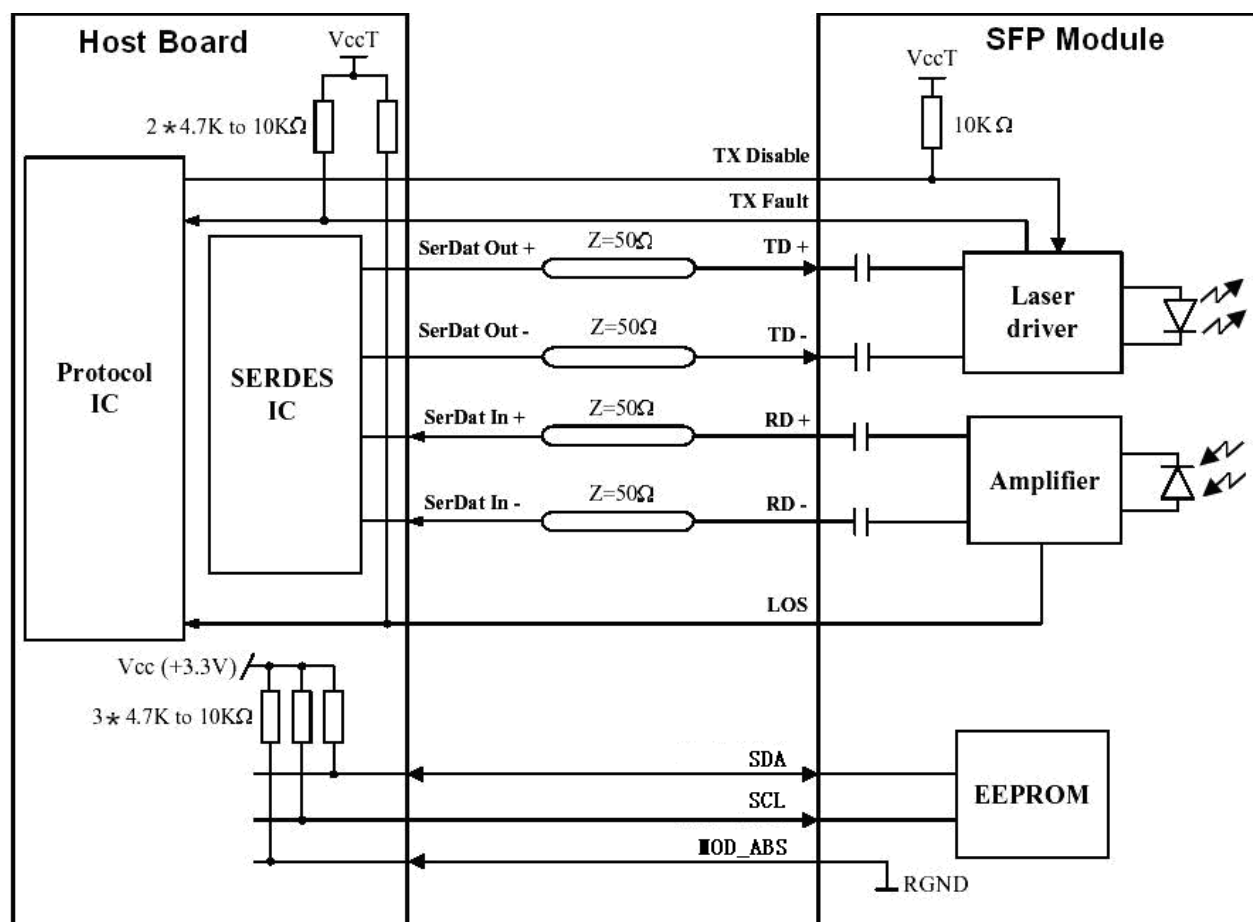 Host Board
VccT
2*4.7K to 10KΩ
SFP Module
VccT
10KΩ
TX Disable
TX Fault
Protocol
IC
SERDES
IC
SerDat Out +
Z=50Ω
TD +
SerDat Out -
Z=50Ω
TD -
SerDat In +
Z=50Ω
RD +
SerDat In -
Z=50Ω
RD -
Laser
driver
Amplifier
LOS
Vcc (+3.3V)
3*4.7K to 10KΩ
SDA
SCL
MOD_ABS
EEPROM
RGND